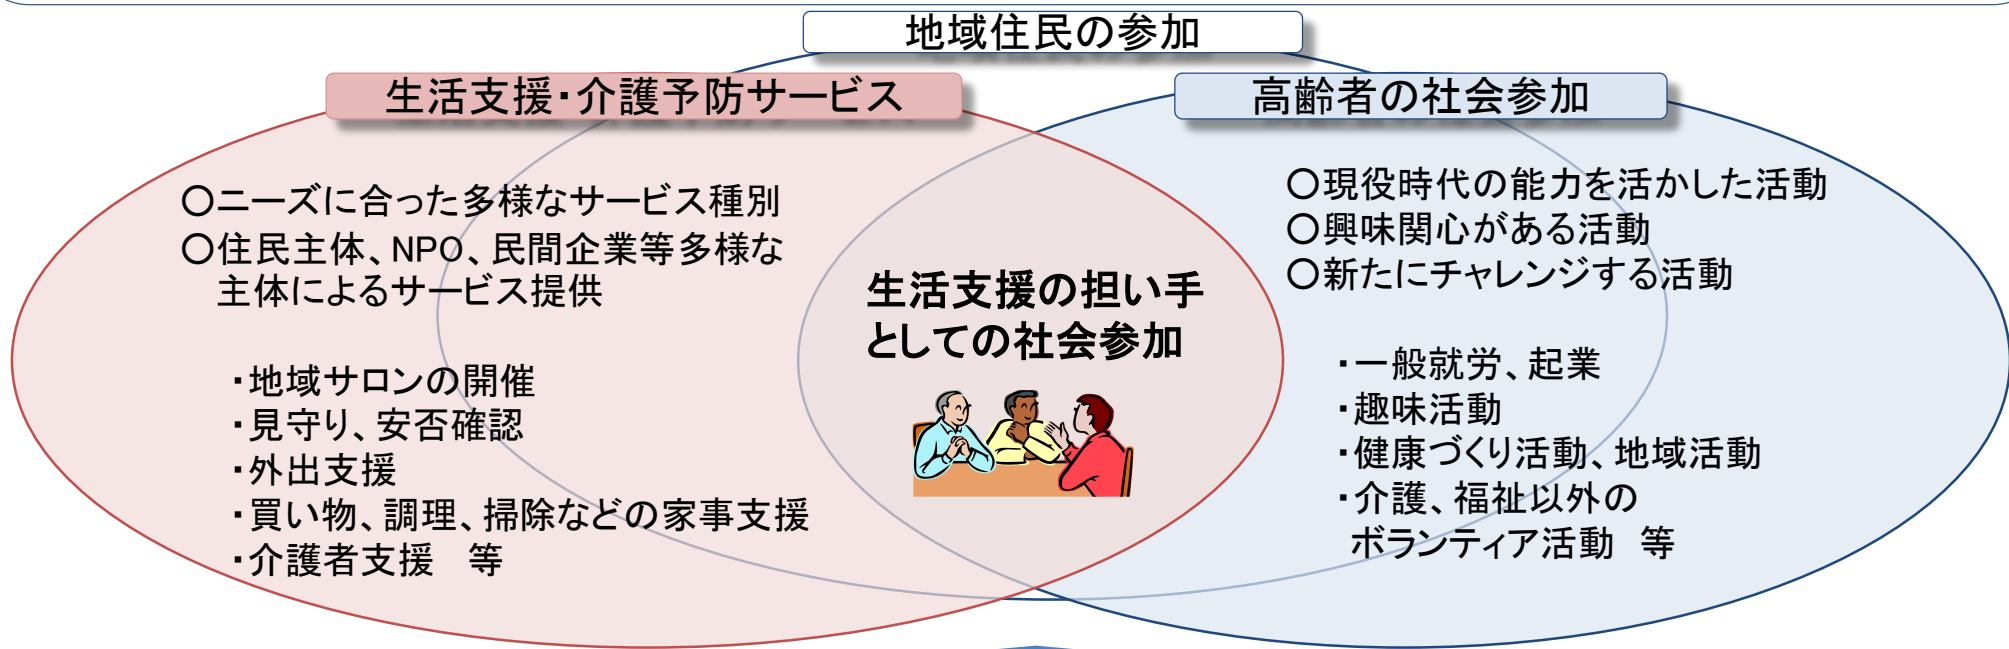 地域住民の参加
生活支援・介護予防サービス
○ニーズに合った多様なサービス種別
○住民主体、NPO、民間企業等多様な
主体によるサービス提供
・地域サロンの開催
・見守り、安否確認
・外出支援
・買い物、調理、掃除などの家事支援
・介護者支援　等
生活支援の担い手
としての社会参加
高齢者の社会参加
○現役時代の能力を活かした活動
○興味関心がある活動
○新たにチャレンジする活動
・一般就労、起業
・趣味活動
・健康づくり活動、地域活動
・介護、福祉以外の
ボランティア活動　等